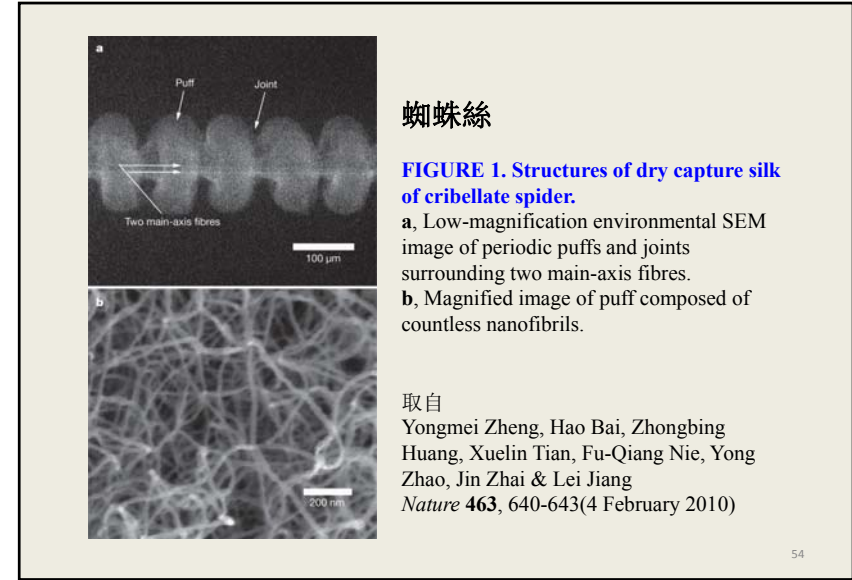 a
Puff
Joint
Two main-axis fibres
100 μm
b
200 nm
蜘蛛絲
FIGURE 1. Structures of dry capture silk
of cribellate spider.
a, Low-magnification environmental SEM
image of periodic puffs and joints
surrounding two main-axis fibres.
b, Magnified image of puff composed of
countless nanofibrils.
取自
Yongmei Zheng, Hao Bai, Zhongbing
Huang, Xuelin Tian, Fu-Qiang Nie, Yong
Zhao, Jin Zhai & Lei Jiang
Nature 463, 640-643(4 February 2010)
54